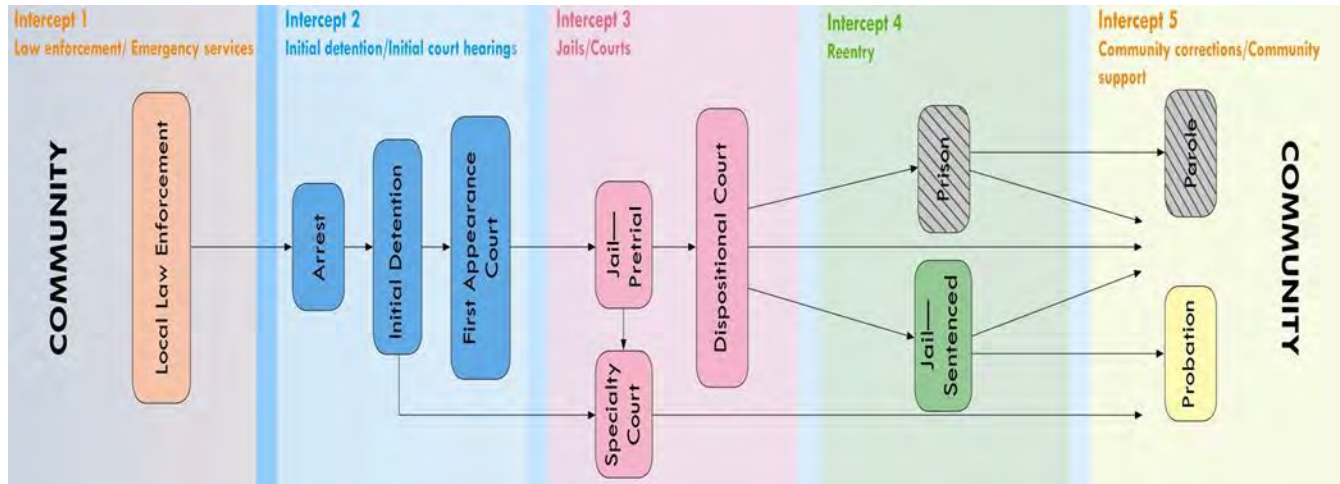 Intercept 1
Law enforcement/ Emergency services
Intercept 2
Initial detention/Initial court hearings
Intercept 3
Jails/Courts
Intercept 4
Reentry
Intercept 5
Community corrections/Community
support
COMMUNITY
Local Law Enforcement
Arrest
Initial Detention
First Appearance
Court
Jail—
Pretrial
Specialty
Court
Dispositional Court
Prison
Jail—
Sentenced
Parole
Probation
COMMUNITY